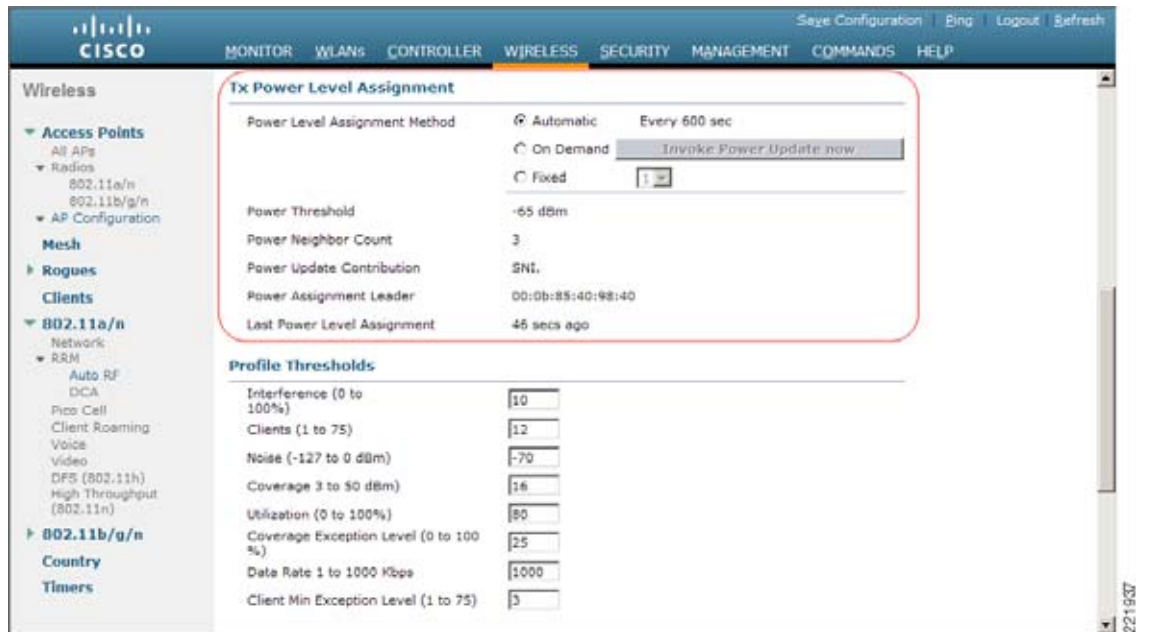 Save Configuration | Ping | Logout | Refresh
CISCO
MONITOR WLANs CONTROLLER WIRELESS SECURITY MANAGEMENT COMMANDS HELP
Wireless
Access Points
All APs
Radios
802.11a/n
802.11b/g/n
AP Configuration
Mesh
Rogues
Clients
802.11a/n
Network
RRM
Auto RF
DCA
Pico Cell
Client Roaming
Voice
Video
DFS (802.11h)
High Throughput
(802.11n)
802.11b/g/n
Country
Timers
Tx Power Level Assignment
Power Level Assignment Method Automatic Every 600 sec
On Demand Invoke Power Update now
Fixed 1
Power Threshold -65 dBm
Power Neighbor Count 3
Power Update Contribution SNI.
Power Assignment Leader 00:0b:85:40:98:40
Last Power Level Assignment 46 secs ago
Profile Thresholds
Interference (0 to
100%) 10
Clients (1 to 75) 12
Noise (-127 to 0 dBm) -70
Coverage 3 to 50 dBm) 16
Utilization (0 to 100%) 80
Coverage Exception Level (0 to 100
%) 25
Data Rate 1 to 1000 Kbps 1000
Client Min Exception Level (1 to 75) 3
221937